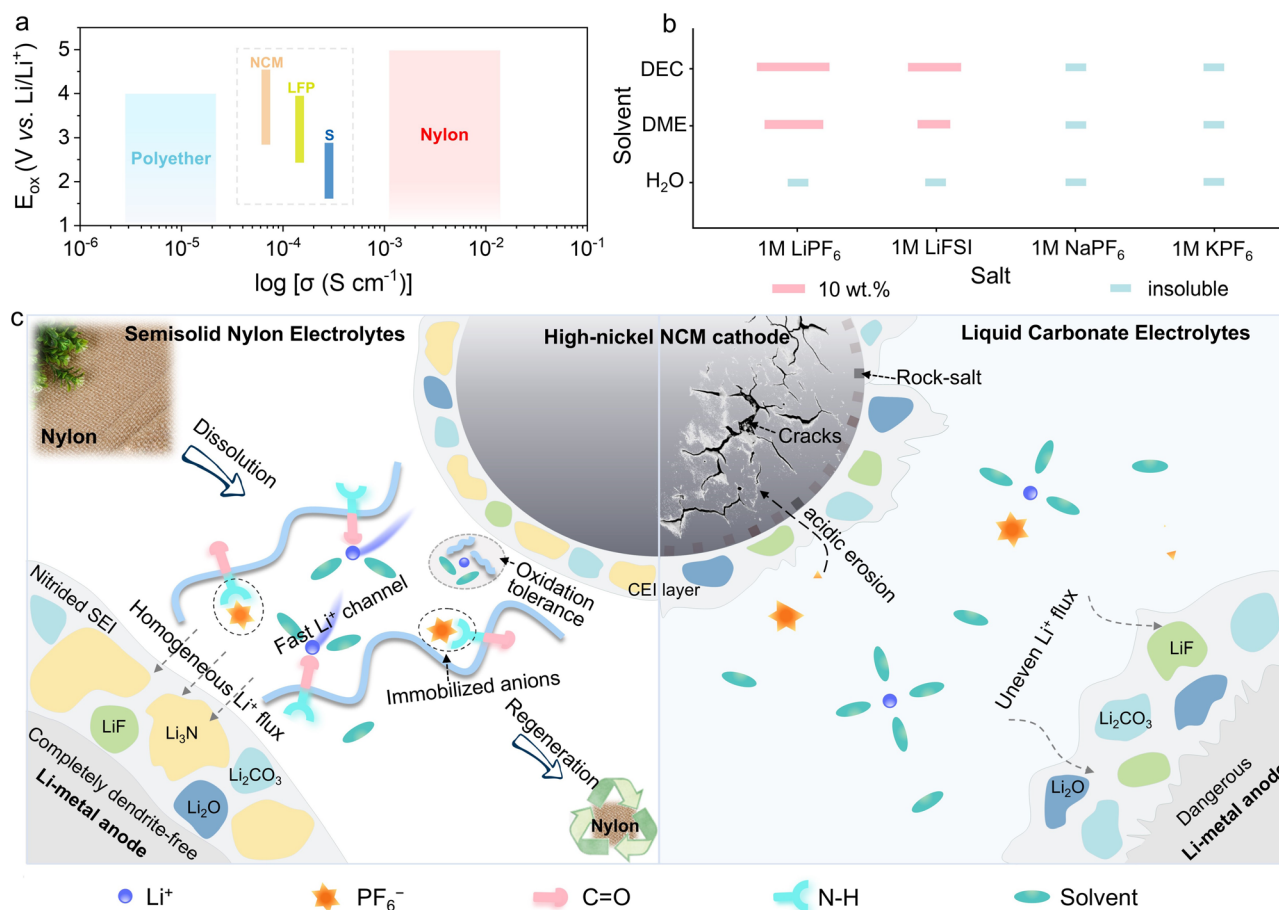 a
E_ox (V vs. Li/Li⁺)
5
4
3
2
1
NCM
LFP
S
Polyether
Nylon
10⁻⁶
10⁻⁵
10⁻⁴
10⁻³
10⁻²
10⁻¹
log [σ (S cm⁻¹)]
b
Solvent
DEC
DME
H₂O
1M LiPF₆
1M LiFSI
1M NaPF₆
1M KPF₆
Salt
10 wt.%
insoluble
c
Semisolid Nylon Electrolytes
High-nickel NCM cathode
Liquid Carbonate Electrolytes
Nylon
Dissolution
Rock-salt
Cracks
acidic erosion
CEI layer
Oxidation
tolerance
Fast Li⁺ channel
Immobilized anions
Nitrided SEI
Homogeneous Li⁺ flux
LiF
Li₃N
Li₂CO₃
Li₂O
Completely dendrite-free
Li-metal anode
Regeneration
Nylon
Uneven Li⁺ flux
LiF
Li₂CO₃
Li₂O
Dangerous
Li-metal anode
Li⁺
PF₆⁻
C=O
N-H
Solvent